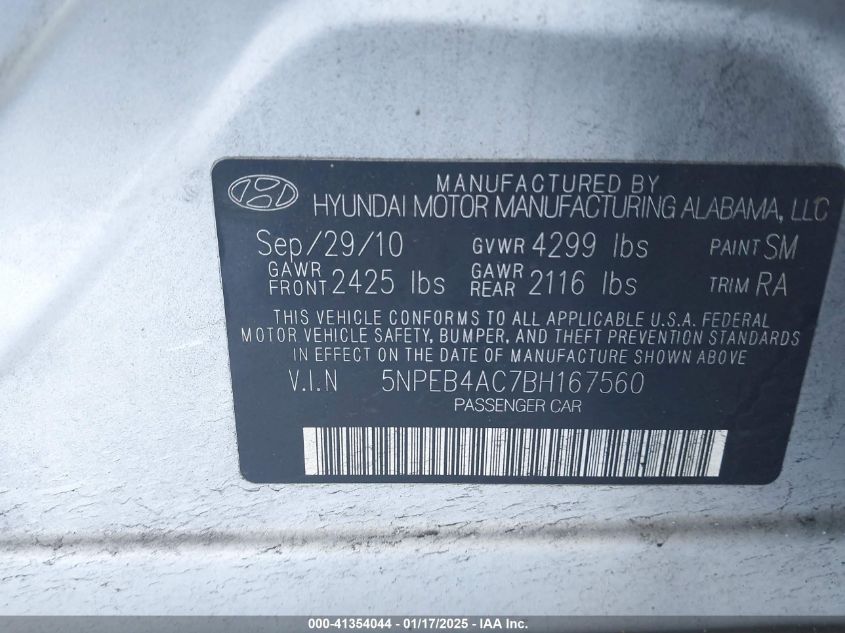 MANUFACTURED BY
HYUNDAI MOTOR MANUFACTURING ALABAMA, LLC
Sep/29/10 GVWR 4299 lbs PAINT SM
GAWR FRONT 2425 lbs GAWR REAR 2116 lbs TRIM RA
THIS VEHICLE CONFORMS TO ALL APPLICABLE U.S.A. FEDERAL
MOTOR VEHICLE SAFETY, BUMPER, AND THEFT PREVENTION STANDARDS
IN EFFECT ON THE DATE OF MANUFACTURE SHOWN ABOVE.
V.I.N 5NPEB4AC7BH167560
PASSENGER CAR
000-41354044 — 01/17/2025 - IAA Inc.